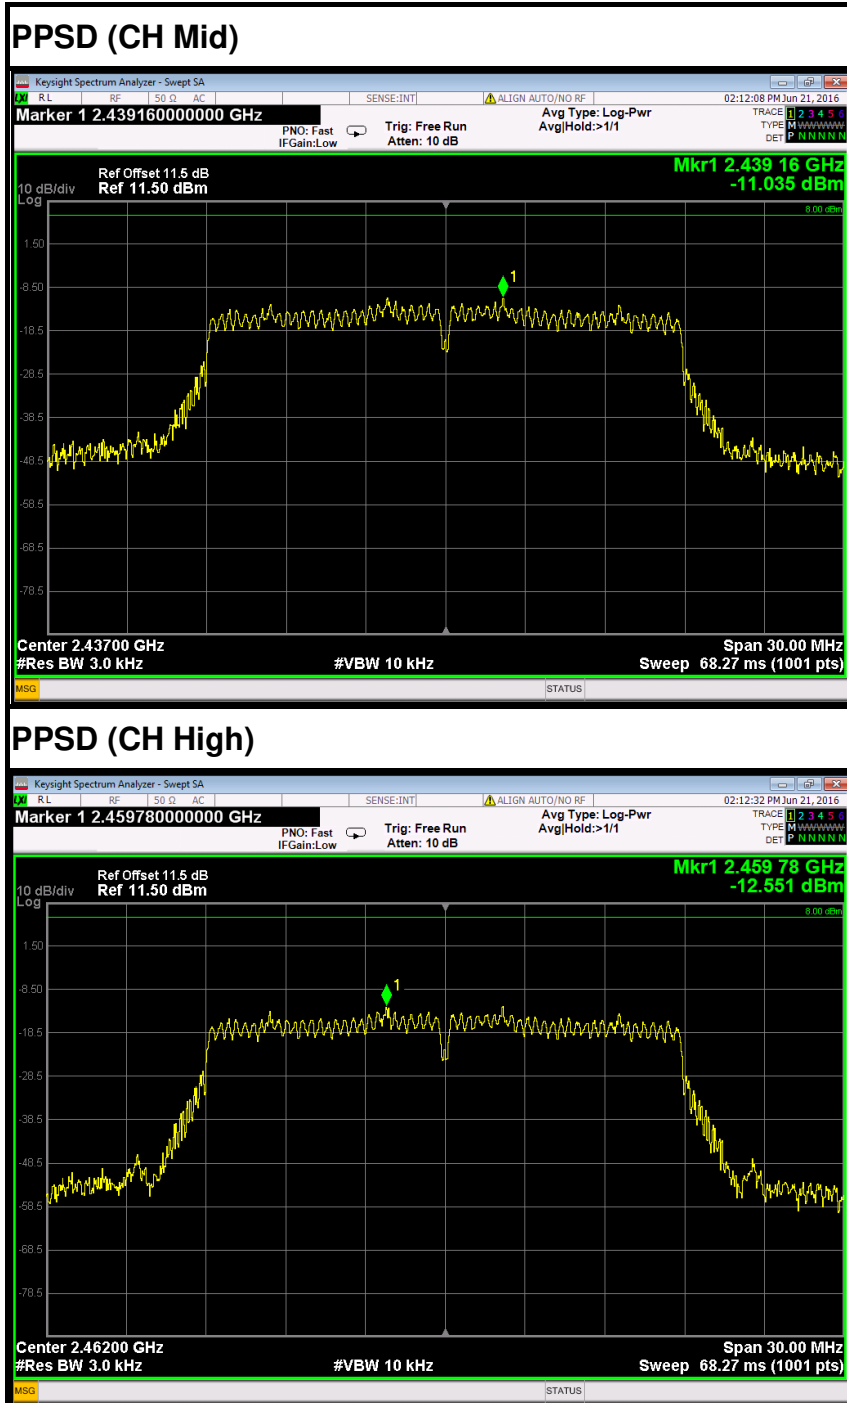 PPSD (CH Mid)
Keysight Spectrum Analyzer - Swept SA
LXI RL RF 50 Ω AC SENSE:INT ALIGN AUTO/NO RF 02:12:08 PM Jun 21, 2016
Marker 1 2.439160000000 GHz
PNO: Fast
IFGain:Low
Trig: Free Run
Atten: 10 dB
Avg Type: Log-Pwr
Avg|Hold:>1/1
TRACE 1 2 3 4 5 6
TYPE M WWWWW
DET P N N N N N
Mkr1 2.439 16 GHz
-11.035 dBm
Ref Offset 11.5 dB
10 dB/div Ref 11.50 dBm
Log
8.00 dBm
1.50
-8.50
-18.5
-28.5
-38.5
-48.5
-58.5
-68.5
-78.5
1
Center 2.43700 GHz Span 30.00 MHz
#Res BW 3.0 kHz #VBW 10 kHz Sweep 68.27 ms (1001 pts)
MSG STATUS
PPSD (CH High)
Keysight Spectrum Analyzer - Swept SA
LXI RL RF 50 Ω AC SENSE:INT ALIGN AUTO/NO RF 02:12:32 PM Jun 21, 2016
Marker 1 2.459780000000 GHz
PNO: Fast
IFGain:Low
Trig: Free Run
Atten: 10 dB
Avg Type: Log-Pwr
Avg|Hold:>1/1
TRACE 1 2 3 4 5 6
TYPE M WWWWW
DET P N N N N N
Mkr1 2.459 78 GHz
-12.551 dBm
Ref Offset 11.5 dB
10 dB/div Ref 11.50 dBm
Log
8.00 dBm
1.50
-8.50
-18.5
-28.5
-38.5
-48.5
-58.5
-68.5
-78.5
1
Center 2.46200 GHz Span 30.00 MHz
#Res BW 3.0 kHz #VBW 10 kHz Sweep 68.27 ms (1001 pts)
MSG STATUS